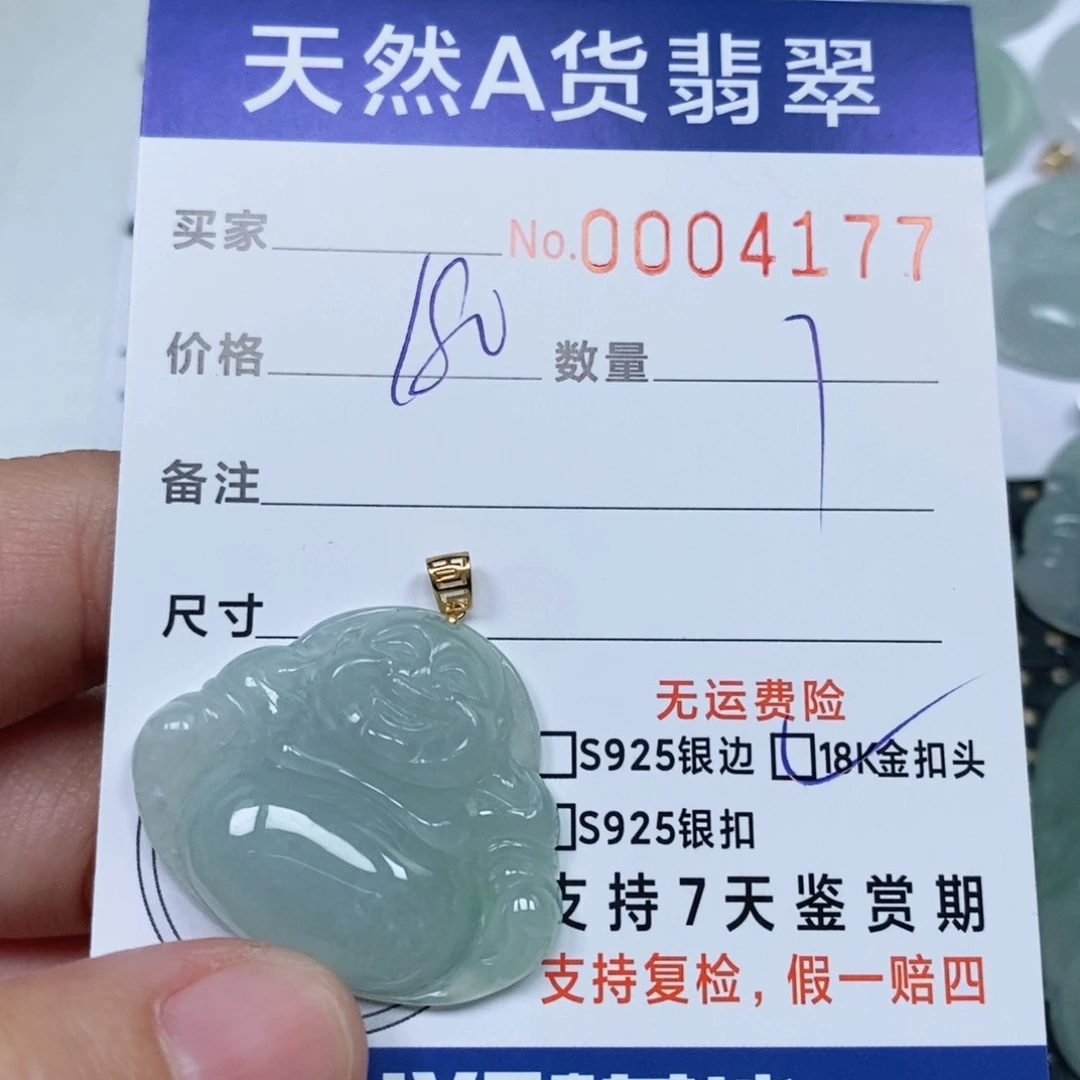 天然A货翡翠
买家 No.0004177
价格 180 数量 1
备注
尺寸
无运费险
S925银边 18K金扣头
S925银扣
支持7天鉴赏期
支持复检，假一赔四